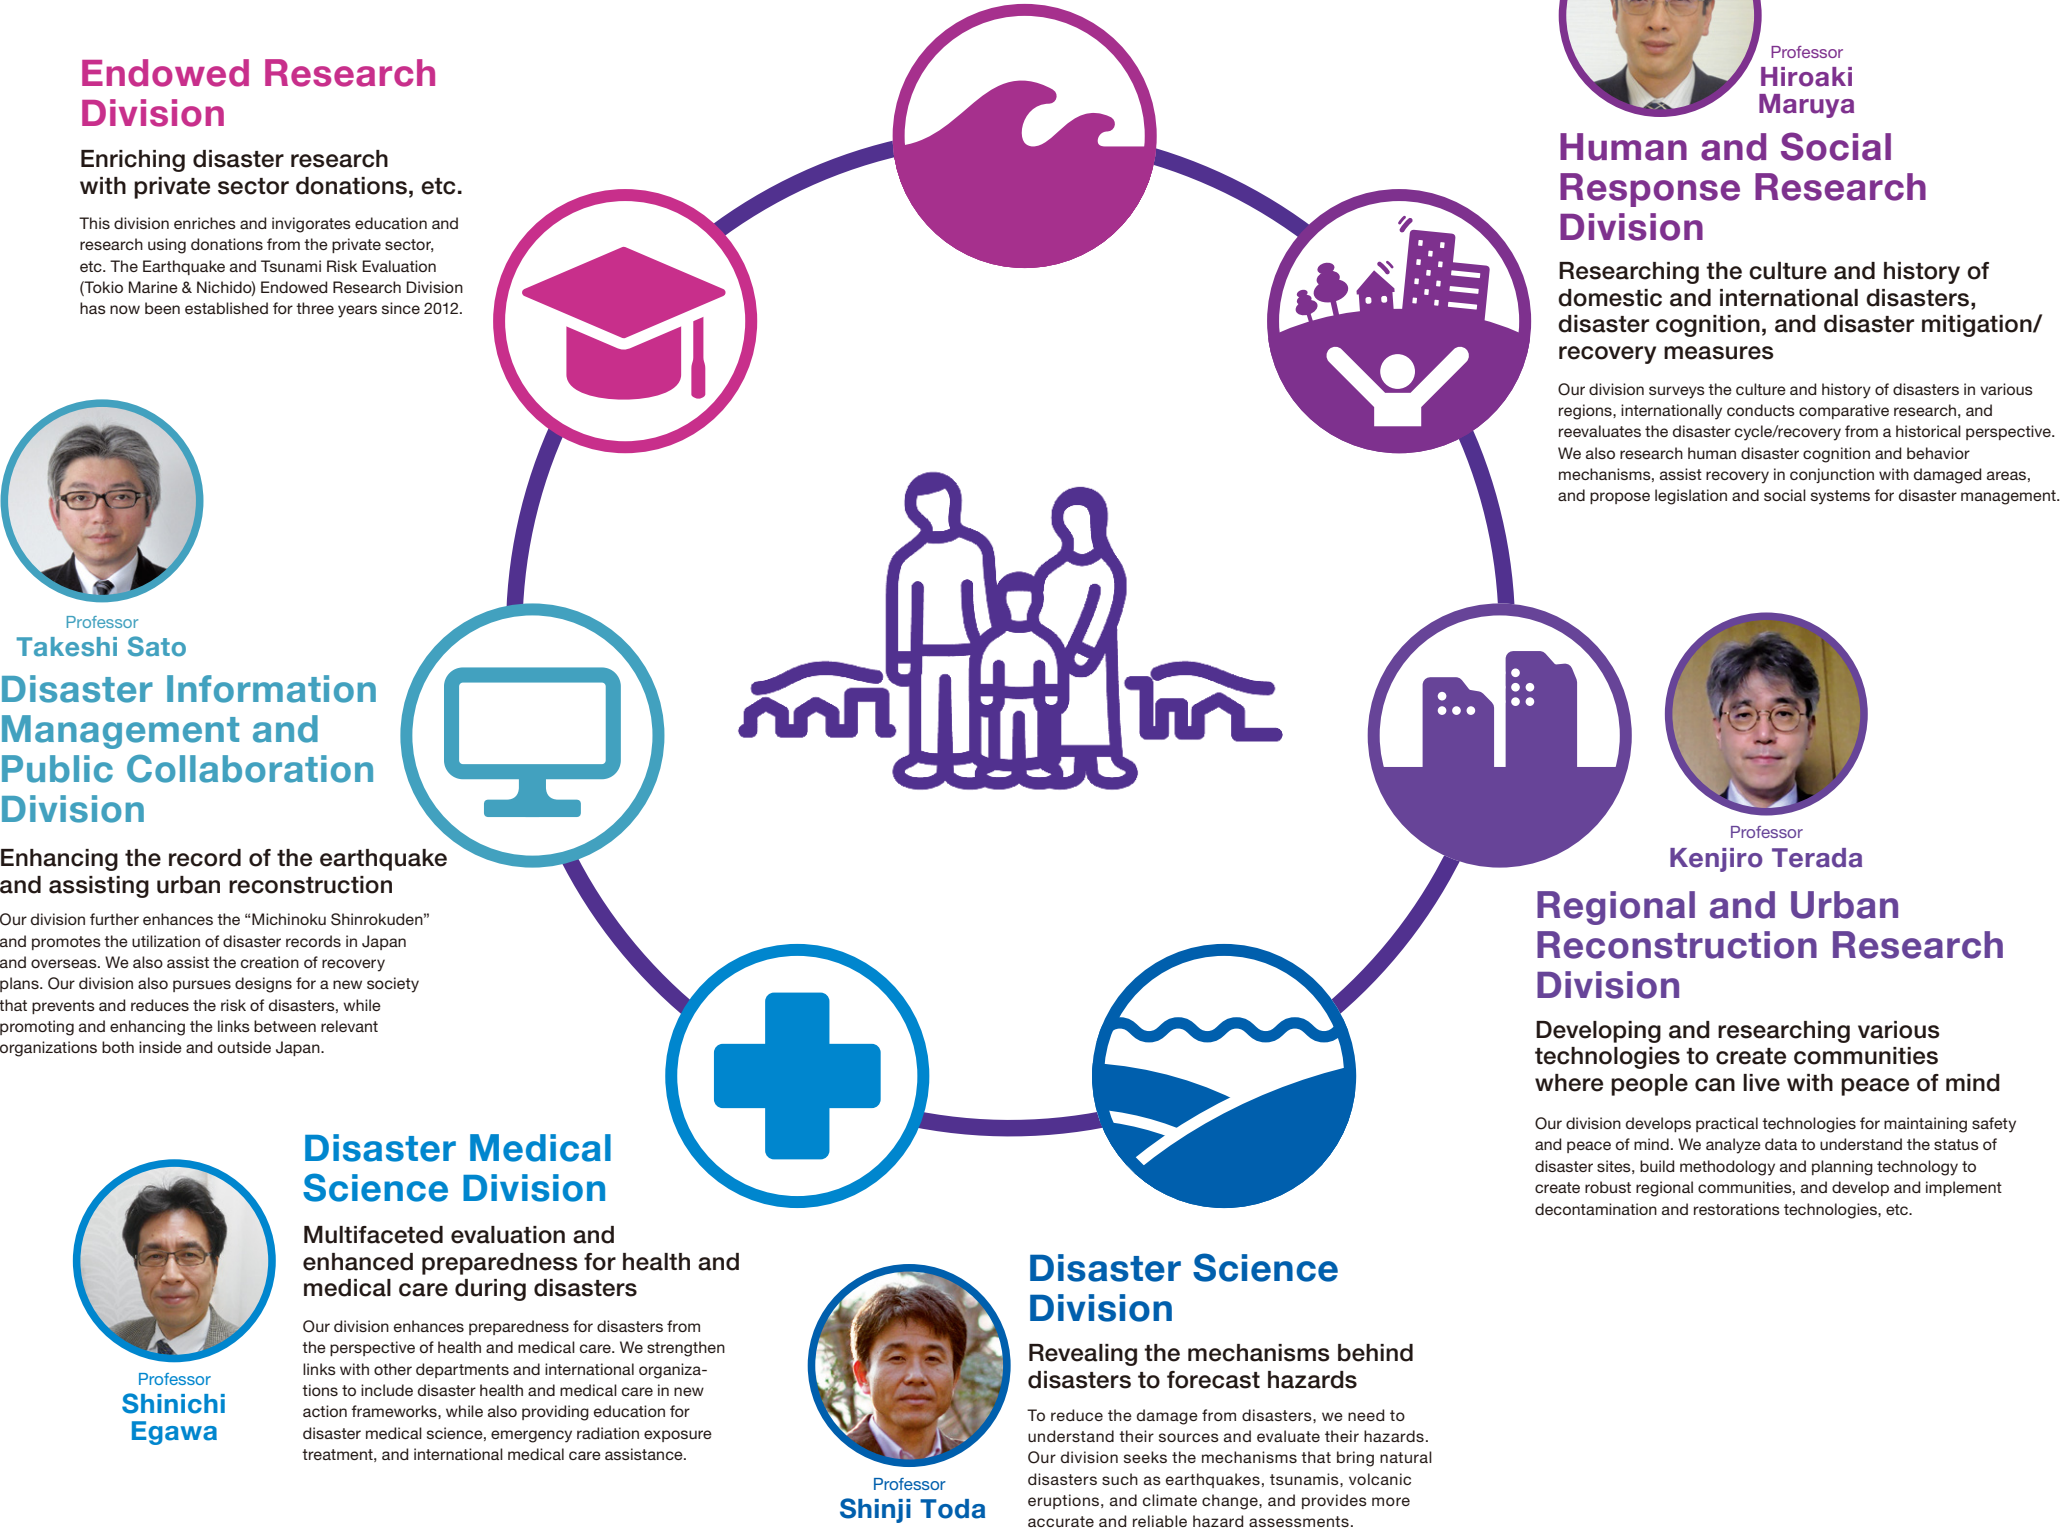 Endowed Research
Division
Enriching disaster research
with private sector donations, etc.
This division enriches and invigorates education and
research using donations from the private sector,
etc. The Earthquake and Tsunami Risk Evaluation
(Tokio Marine & Nichido) Endowed Research Division
has now been established for three years since 2012.
Professor
Hiroaki
Maruya
Human and Social
Response Research
Division
Researching the culture and history of
domestic and international disasters,
disaster cognition, and disaster mitigation/
recovery measures
Our division surveys the culture and history of disasters in various
regions, internationally conducts comparative research, and
reevaluates the disaster cycle/recovery from a historical perspective.
We also research human disaster cognition and behavior
mechanisms, assist recovery in conjunction with damaged areas,
and propose legislation and social systems for disaster management.
Professor
Takeshi Sato
Disaster Information
Management and
Public Collaboration
Division
Enhancing the record of the earthquake
and assisting urban reconstruction
Our division further enhances the “Michinoku Shinrokuden”
and promotes the utilization of disaster records in Japan
and overseas. We also assist the creation of recovery
plans. Our division also pursues designs for a new society
that prevents and reduces the risk of disasters, while
promoting and enhancing the links between relevant
organizations both inside and outside Japan.
Professor
Kenjiro Terada
Regional and Urban
Reconstruction Research
Division
Developing and researching various
technologies to create communities
where people can live with peace of mind
Our division develops practical technologies for maintaining safety
and peace of mind. We analyze data to understand the status of
disaster sites, build methodology and planning technology to
create robust regional communities, and develop and implement
decontamination and restorations technologies, etc.
Professor
Shinichi
Egawa
Disaster Medical
Science Division
Multifaceted evaluation and
enhanced preparedness for health and
medical care during disasters
Our division enhances preparedness for disasters from
the perspective of health and medical care. We strengthen
links with other departments and international organiza-
tions to include disaster health and medical care in new
action frameworks, while also providing education for
disaster medical science, emergency radiation exposure
treatment, and international medical care assistance.
Professor
Shinji Toda
Disaster Science
Division
Revealing the mechanisms behind
disasters to forecast hazards
To reduce the damage from disasters, we need to
understand their sources and evaluate their hazards.
Our division seeks the mechanisms that bring natural
disasters such as earthquakes, tsunamis, volcanic
eruptions, and climate change, and provides more
accurate and reliable hazard assessments.